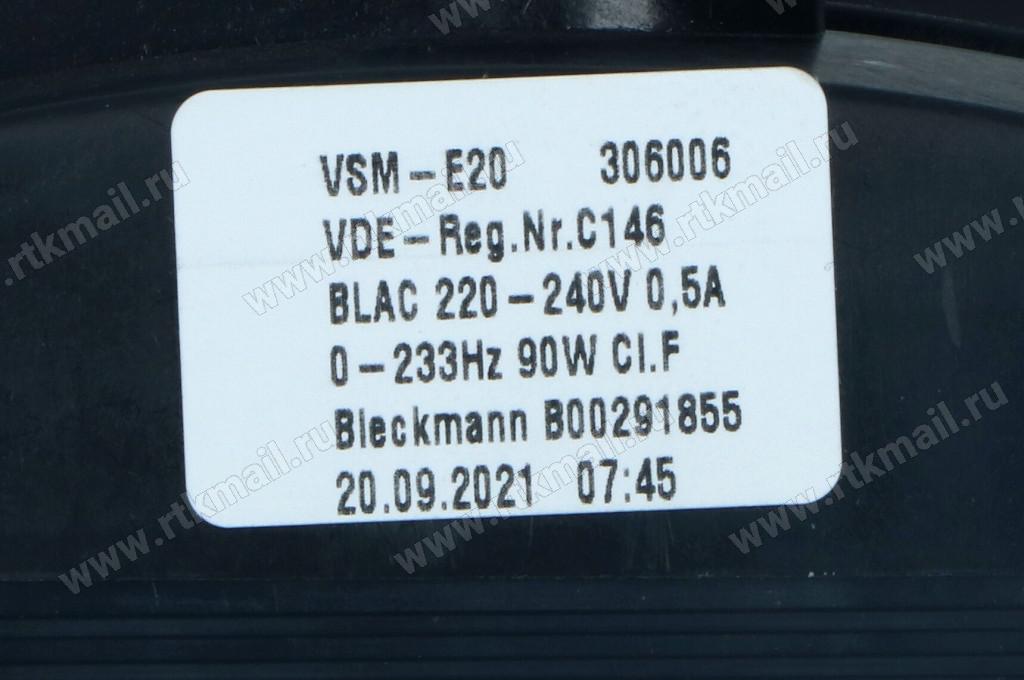 VSM-E20 306006
VDE-Reg.Nr.C146
BLAC 220-240V 0,5A
0-233Hz 90W Cl.F
Bleckmann B00291855
20.09.2021 07:45
www.rtkmail.ru